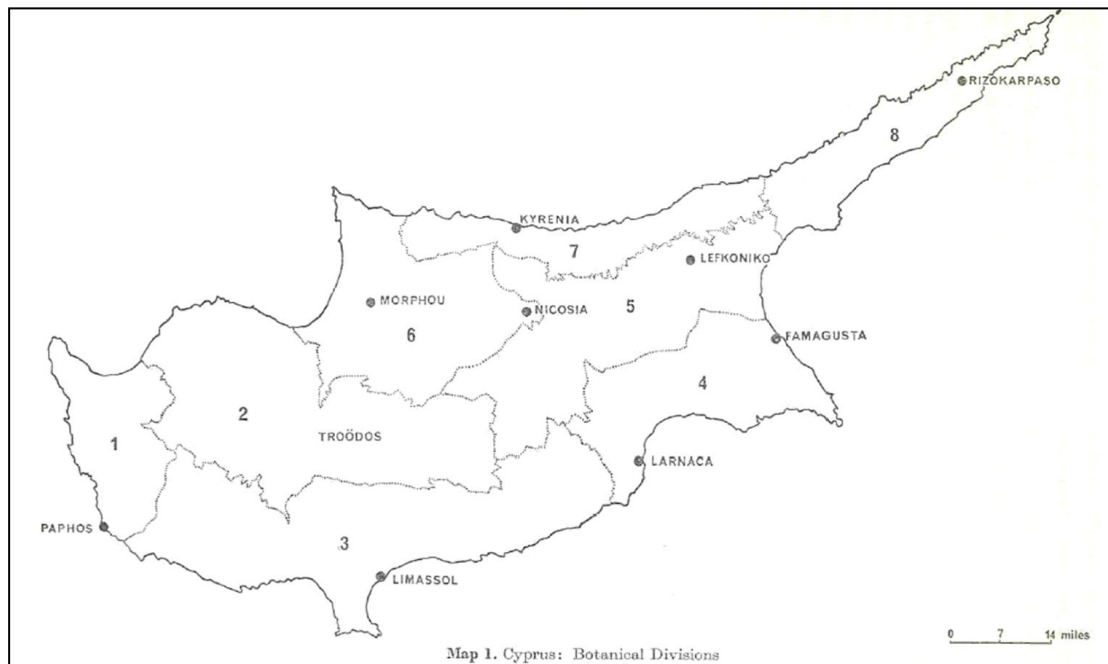 RIZOKARPASO
8
KYRENIA
7
LEFKONIKO
MORPHOU
NICOSIA
5
6
FAMAGUSTA
4
2
TROÖDOS
1
LARNACA
PAPHOS
3
LIMASSOL
0 7 14 miles
Map 1. Cyprus: Botanical Divisions